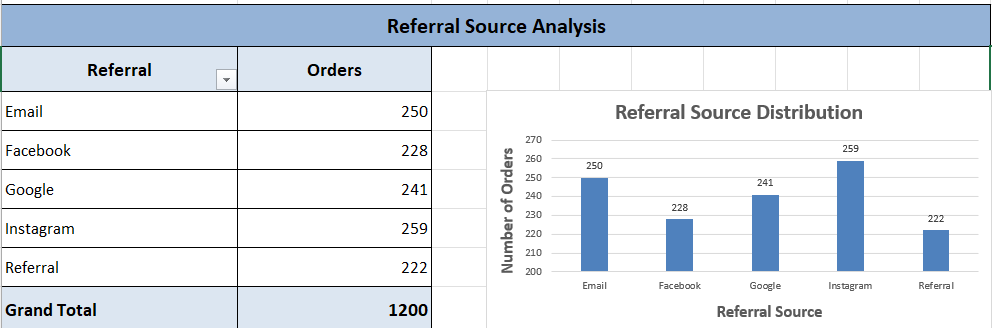 Referral Source Analysis
Referral Orders
Email 250
Facebook 228
Google 241
Instagram 259
Referral 222
Grand Total 1200
Referral Source Distribution
Number of Orders
270
260
250
240
230
220
210
200
250
228
241
259
222
Email Facebook Google Instagram Referral
Referral Source